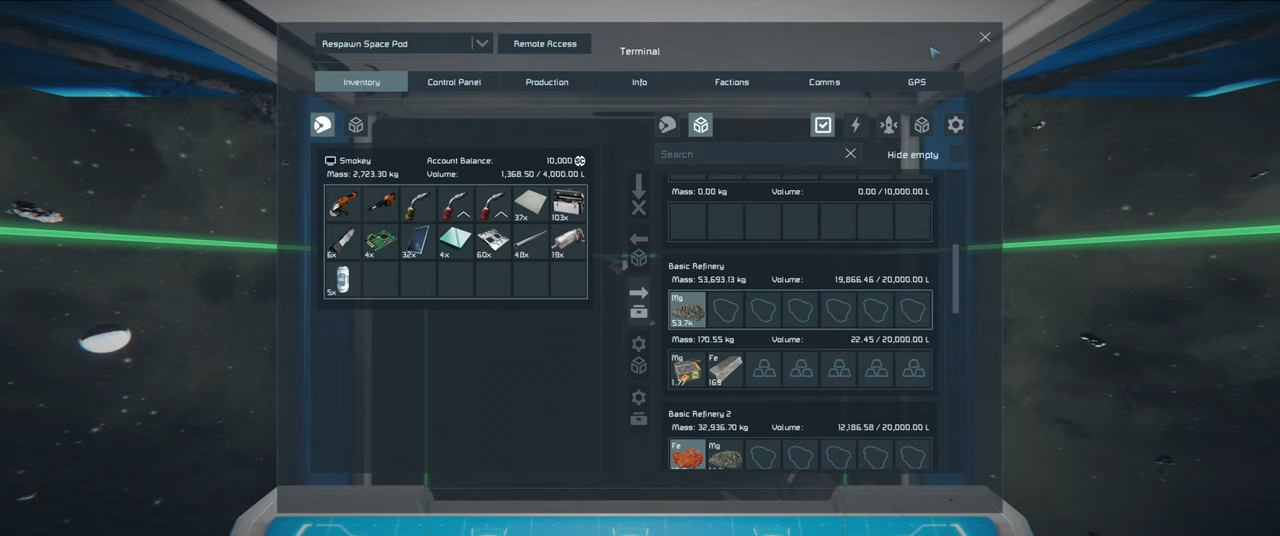 Respawn Space Pod
Remote Access
Terminal
Inventory
Control Panel
Production
Info
Factions
Comms
GPS
Search
Hide empty
Smokey
Account Balance: 10,000
Mass: 2,723.30 kg
Volume: 1,368.50 / 4,000.00 L
37x
103x
6x
4x
32x
4x
60x
48x
19x
5x
Mass: 0.00 kg
Volume: 0.00 / 10,000.00 L
Basic Refinery
Mass: 53,693.13 kg
Volume: 19,866.46 / 20,000.00 L
Mg
53.7k
Mass: 170.55 kg
Volume: 22.45 / 20,000.00 L
Mg
Fe
1.77
169
Basic Refinery 2
Mass: 32,936.70 kg
Volume: 12,186.58 / 20,000.00 L
Fe
Mg